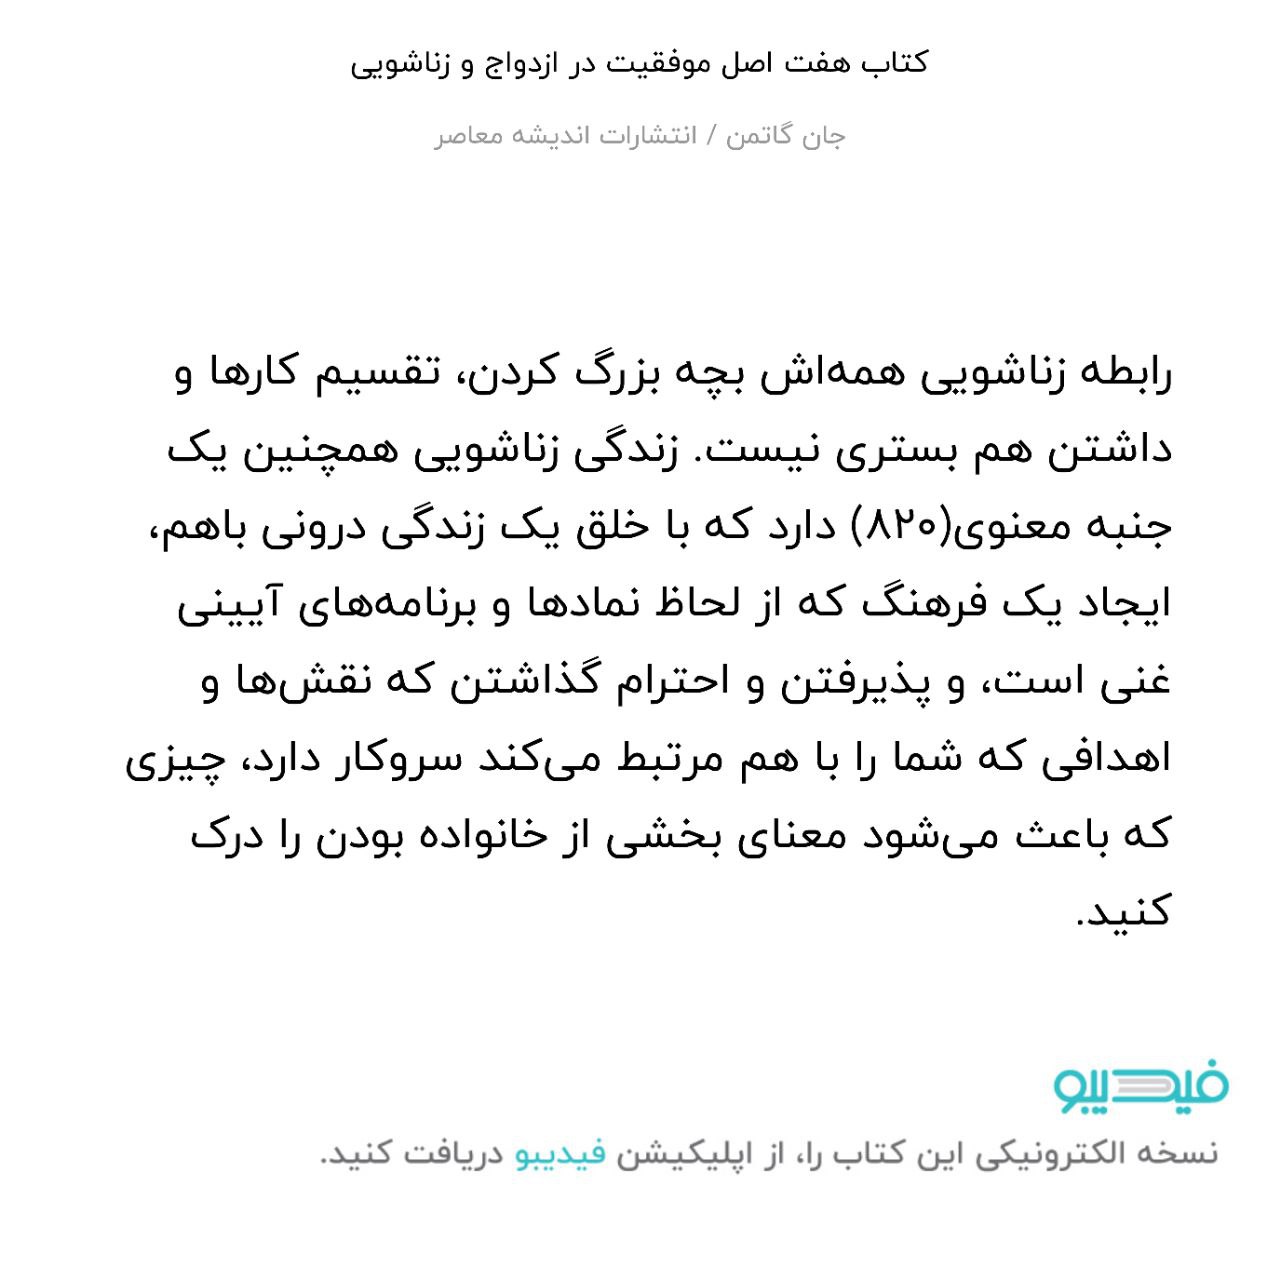 کتاب هفت اصل موفقیت در ازدواج و زناشویی
جان گاتمن / انتشارات اندیشه معاصر
رابطه زناشویی همه‌اش بچه بزرگ کردن، تقسیم کارها و
داشتن هم بستری نیست. زندگی زناشویی همچنین یک
جنبه معنوی(۸۲۰) دارد که با خلق یک زندگی درونی باهم،
ایجاد یک فرهنگ که از لحاظ نمادها و برنامه‌های آیینی
غنی است، و پذیرفتن و احترام گذاشتن که نقش‌ها و
اهدافی که شما را با هم مرتبط می‌کند سروکار دارد، چیزی
که باعث می‌شود معنای بخشی از خانواده بودن را درک
کنید.
فیدیبو
نسخه الکترونیکی این کتاب را، از اپلیکیشن فیدیبو دریافت کنید.